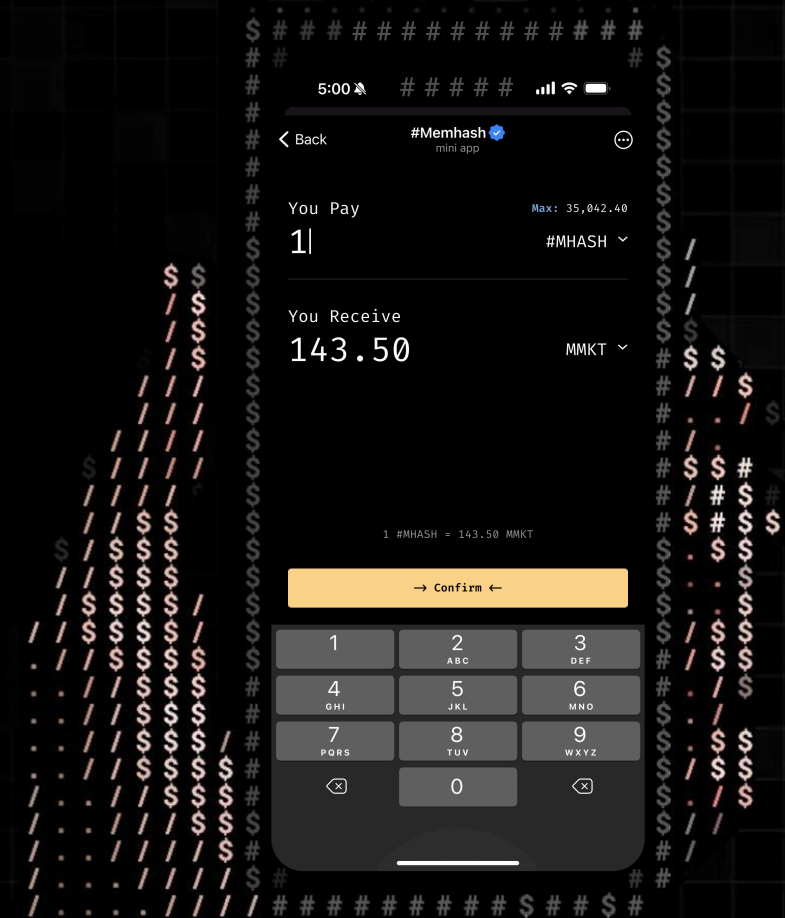 5:00
Back
#Memhash
mini app
You Pay
Max: 35,042.40
1
#MHASH
You Receive
143.50
MMKT
1 #MHASH = 143.50 MMKT
→ Confirm ←
1
2
ABC
3
DEF
4
GHI
5
JKL
6
MNO
7
PQRS
8
TUV
9
WXYZ
0